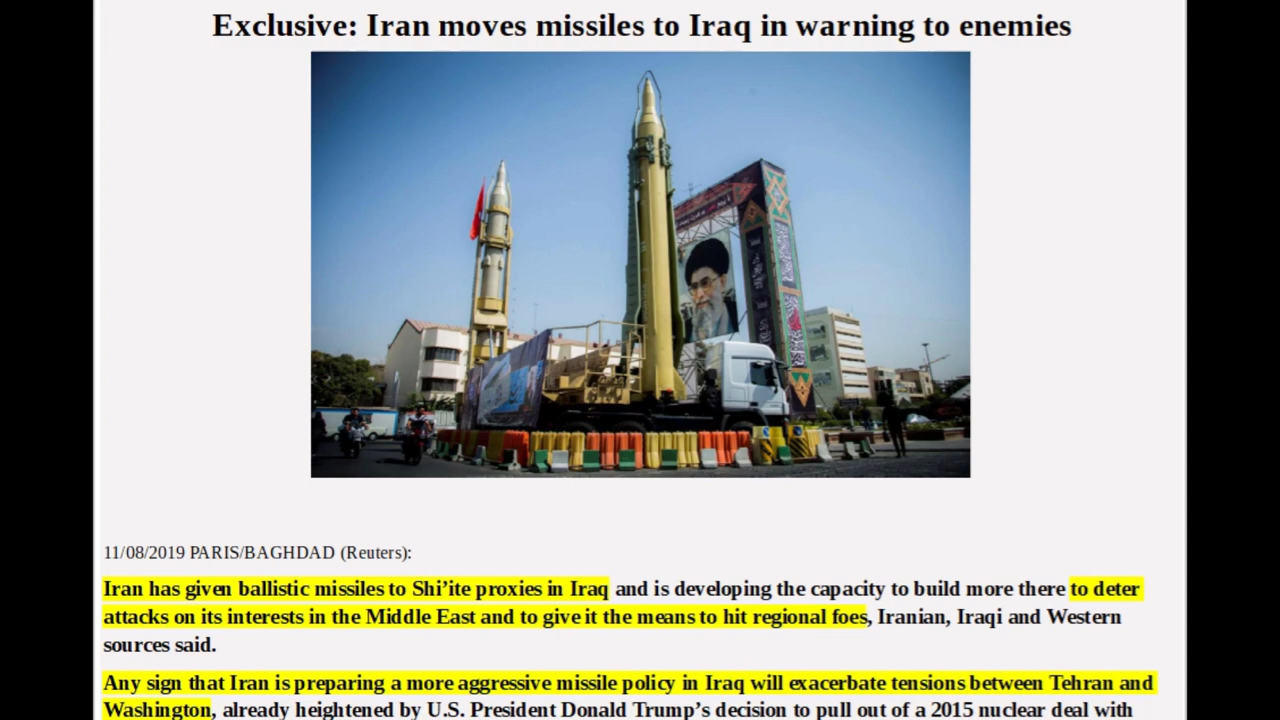 Exclusive: Iran moves missiles to Iraq in warning to enemies
11/08/2019 PARIS/BAGHDAD (Reuters):
Iran has given ballistic missiles to Shi’ite proxies in Iraq and is developing the capacity to build more there to deter
attacks on its interests in the Middle East and to give it the means to hit regional foes, Iranian, Iraqi and Western
sources said.
Any sign that Iran is preparing a more aggressive missile policy in Iraq will exacerbate tensions between Tehran and
Washington, already heightened by U.S. President Donald Trump’s decision to pull out of a 2015 nuclear deal with